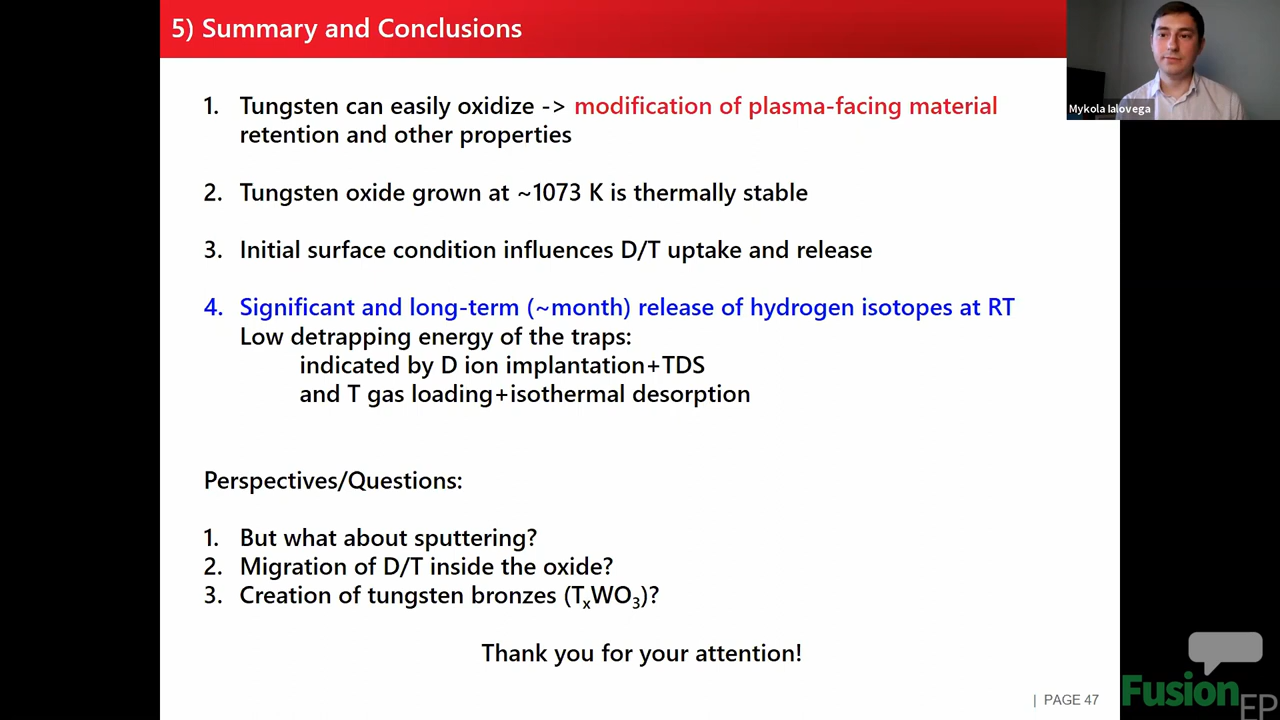 5) Summary and Conclusions
Mykola Ialovega
1. Tungsten can easily oxidize -> modification of plasma-facing material
retention and other properties
2. Tungsten oxide grown at ~1073 K is thermally stable
3. Initial surface condition influences D/T uptake and release
4. Significant and long-term (~month) release of hydrogen isotopes at RT
Low detrapping energy of the traps:
indicated by D ion implantation+TDS
and T gas loading+isothermal desorption
Perspectives/Questions:
1. But what about sputtering?
2. Migration of D/T inside the oxide?
3. Creation of tungsten bronzes (TₓWO₃)?
Thank you for your attention!
| PAGE 47
Fusion
EP